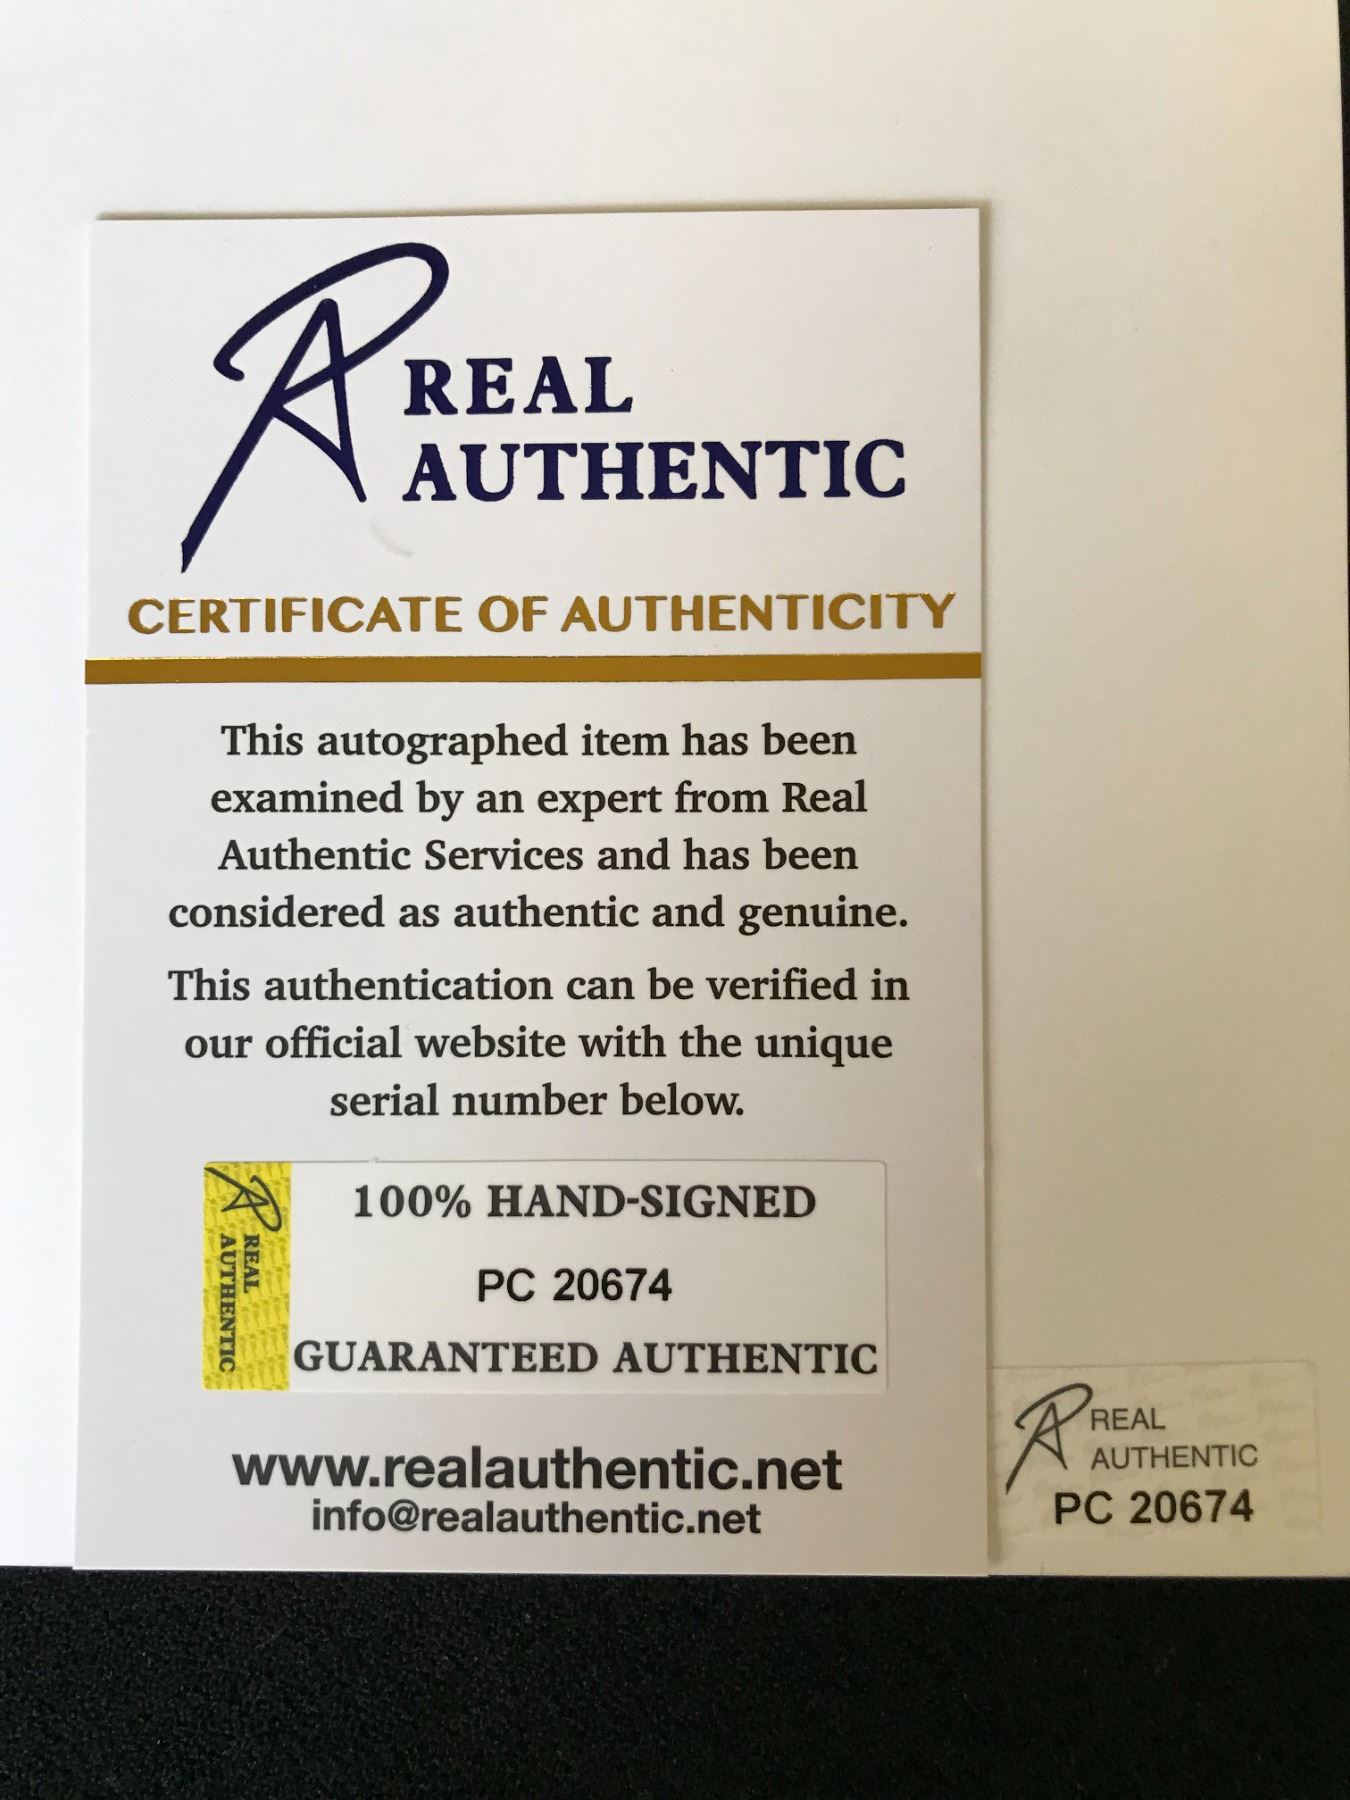 REAL
AUTHENTIC
CERTIFICATE OF AUTHENTICITY
This autographed item has been
examined by an expert from Real
Authentic Services and has been
considered as authentic and genuine.
This authentication can be verified in
our official website with the unique
serial number below.
REAL
AUTHENTIC
100% HAND-SIGNED
PC 20674
GUARANTEED AUTHENTIC
www.realauthentic.net
info@realauthentic.net
REAL
AUTHENTIC
PC 20674